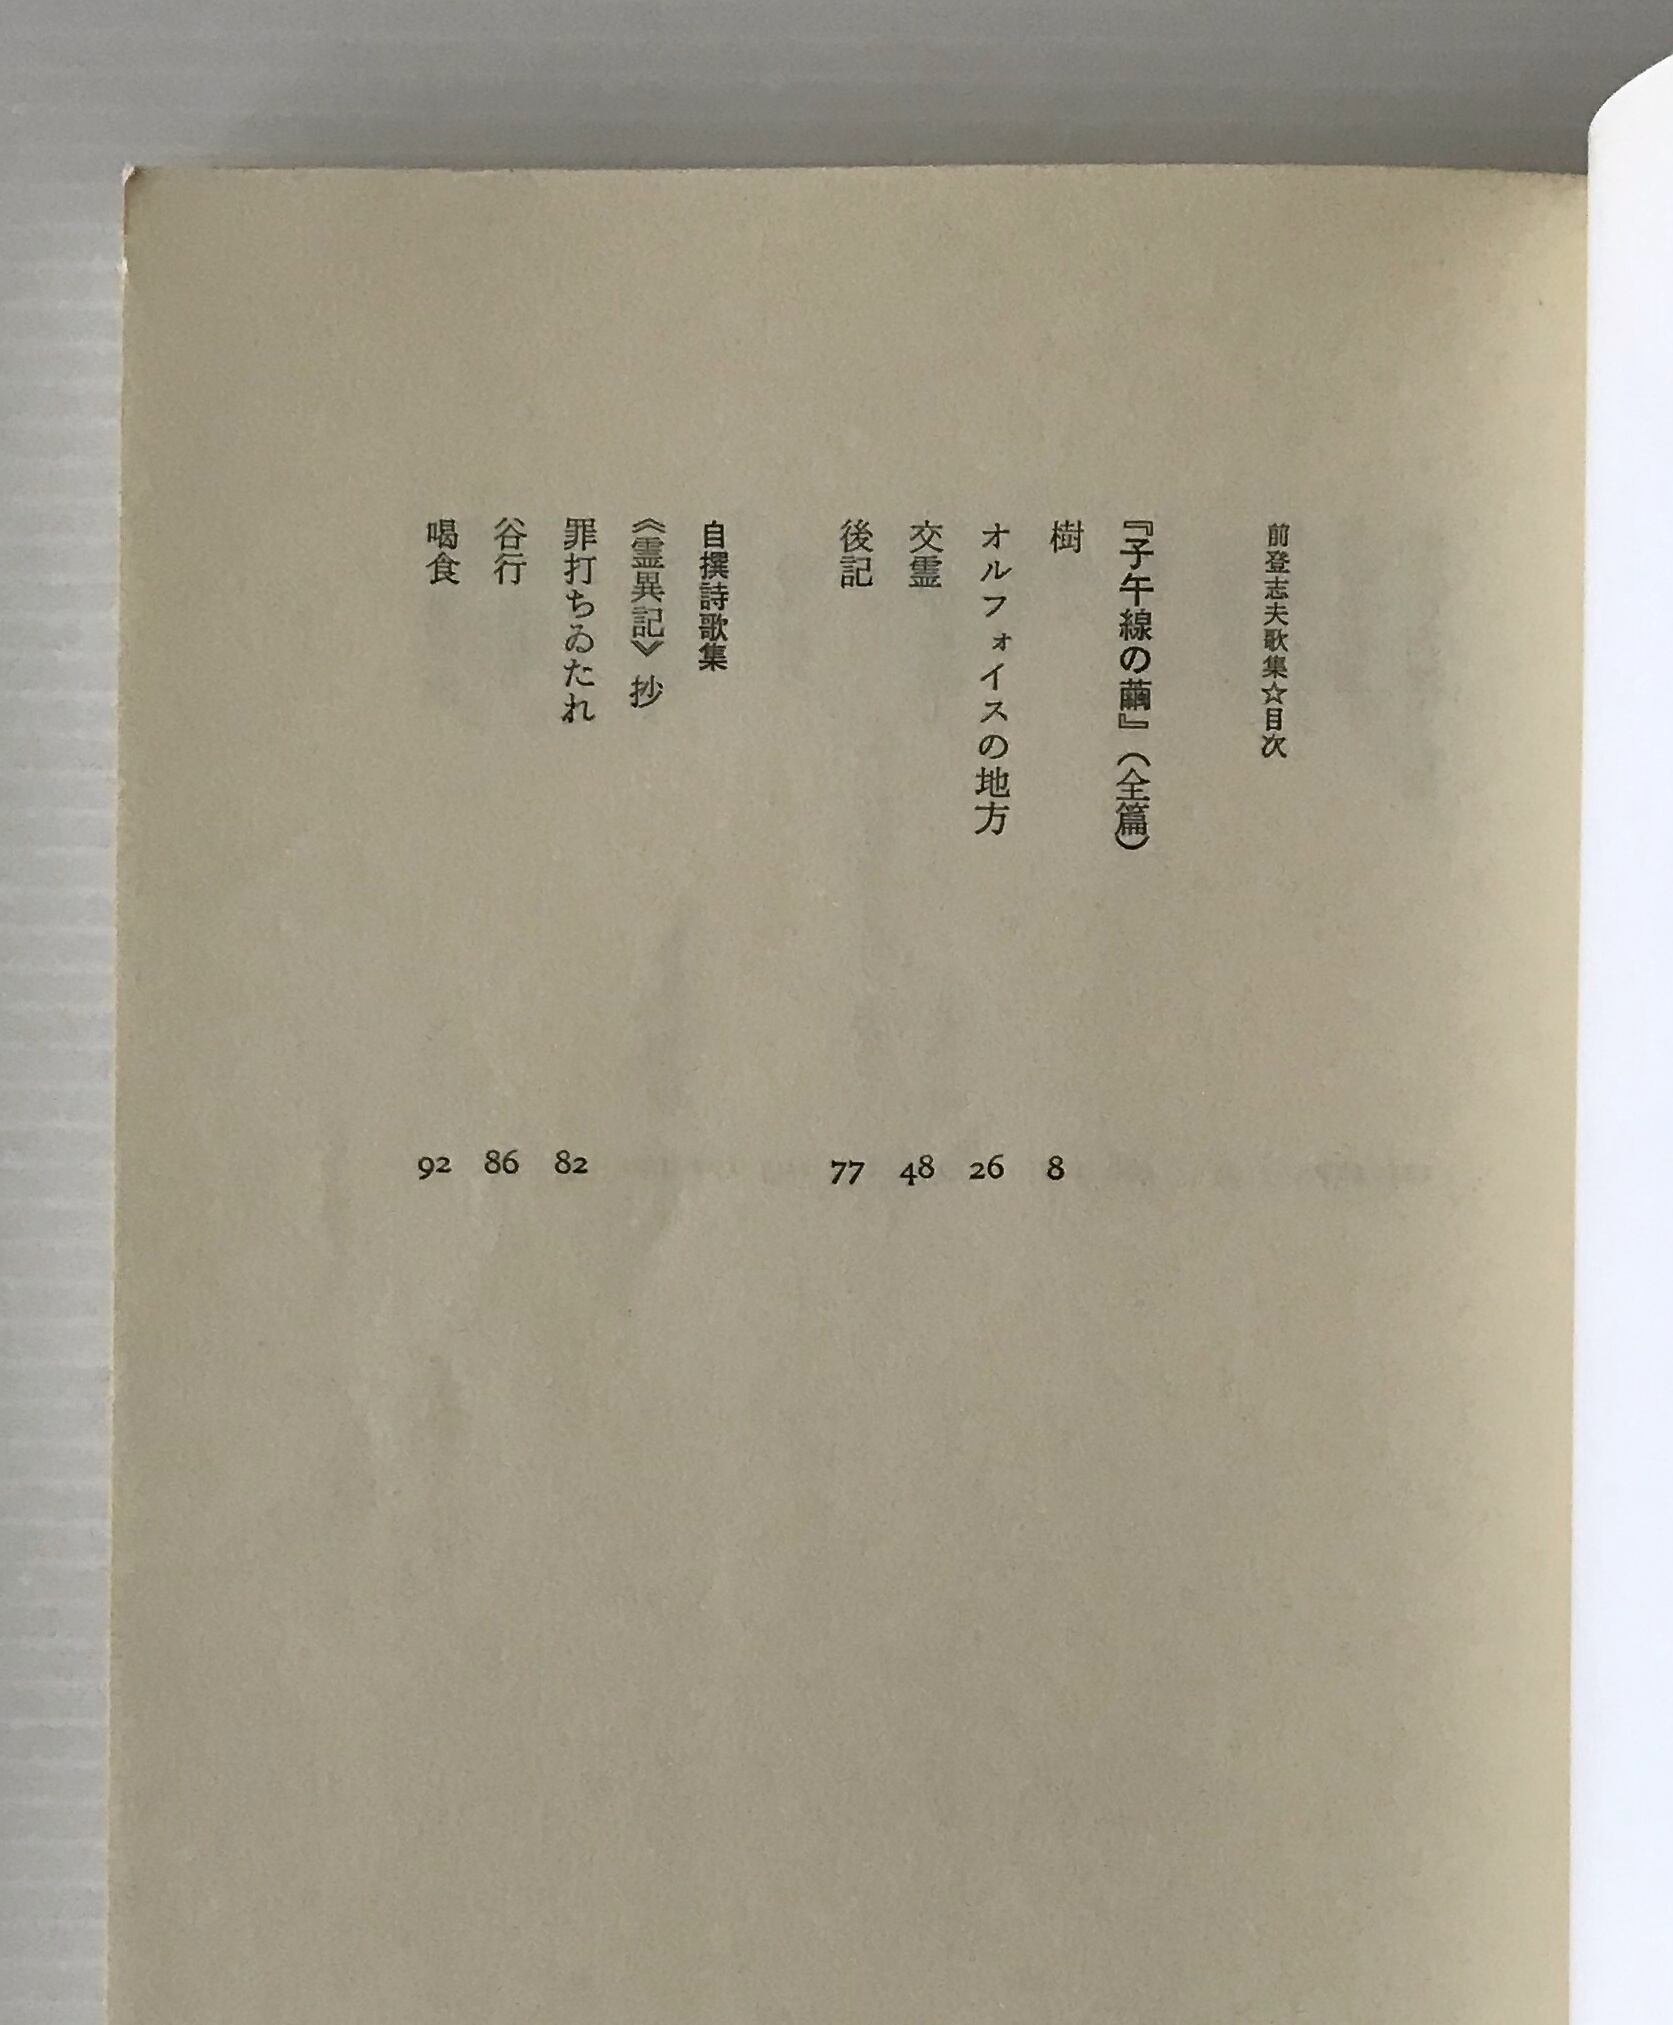 前登志夫歌集☆目次
『子午線の繭』（全篇）
樹 8
オルフォイスの地方 26
交霊 48
後記 77
自撰詩歌集
《霊異記》抄
罪打ちゐたれ 82
谷行 86
喝食 92